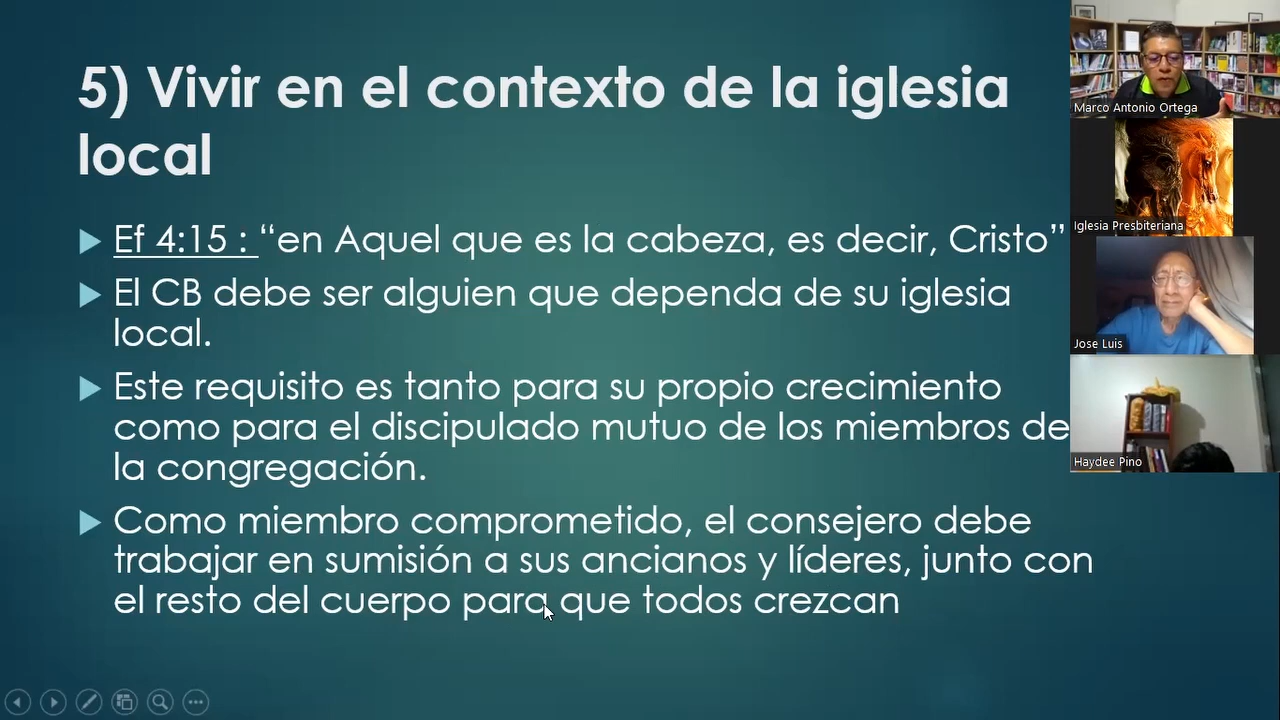 5) Vivir en el contexto de la iglesia
local
Ef 4:15 : “en Aquel que es la cabeza, es decir, Cristo”
El CB debe ser alguien que dependa de su iglesia
local.
Este requisito es tanto para su propio crecimiento
como para el discipulado mutuo de los miembros de
la congregación.
Como miembro comprometido, el consejero debe
trabajar en sumisión a sus ancianos y líderes, junto con
el resto del cuerpo para que todos crezcan
Marco Antonio Ortega
Iglesia Presbiteriana
Jose Luis
Haydee Pino